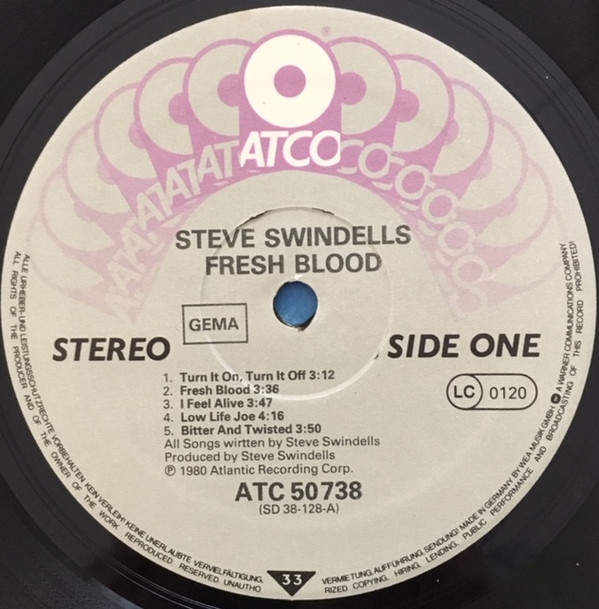 ATATATATCOCOCOCO
STEVE SWINDELLS
FRESH BLOOD
GEMA
STEREO
SIDE ONE
LC 0120
1. Turn It On, Turn It Off 3:12
2. Fresh Blood 3:36
3. I Feel Alive 3:47
4. Low Life Joe 4:16
5. Bitter And Twisted 3:50
All Songs wirtten by Steve Swindells
Produced by Steve Swindells
℗ 1980 Atlantic Recording Corp.
ATC 50 738
(SD 38-128-A)
33
ALLE URHEBER- UND LEISTUNGSSCHUTZRECHTE VORBEHALTEN. KEIN VERLEIH! KEINE UNERLAUBTE VERVIELFÄLTIGUNG, VERMIETUNG, AUFFÜHRUNG, SENDUNG! MADE IN GERMANY BY WEA MUSIK GMBH A WARNER COMMUNICATIONS COMPANY
ALL RIGHTS OF THE PRODUCER AND OF THE OWNER OF THE WORK REPRODUCED RESERVED. UNAUTHORIZED COPYING, HIRING, LENDING, PUBLIC PERFORMANCE AND BROADCASTING OF THIS RECORD PROHIBITED!